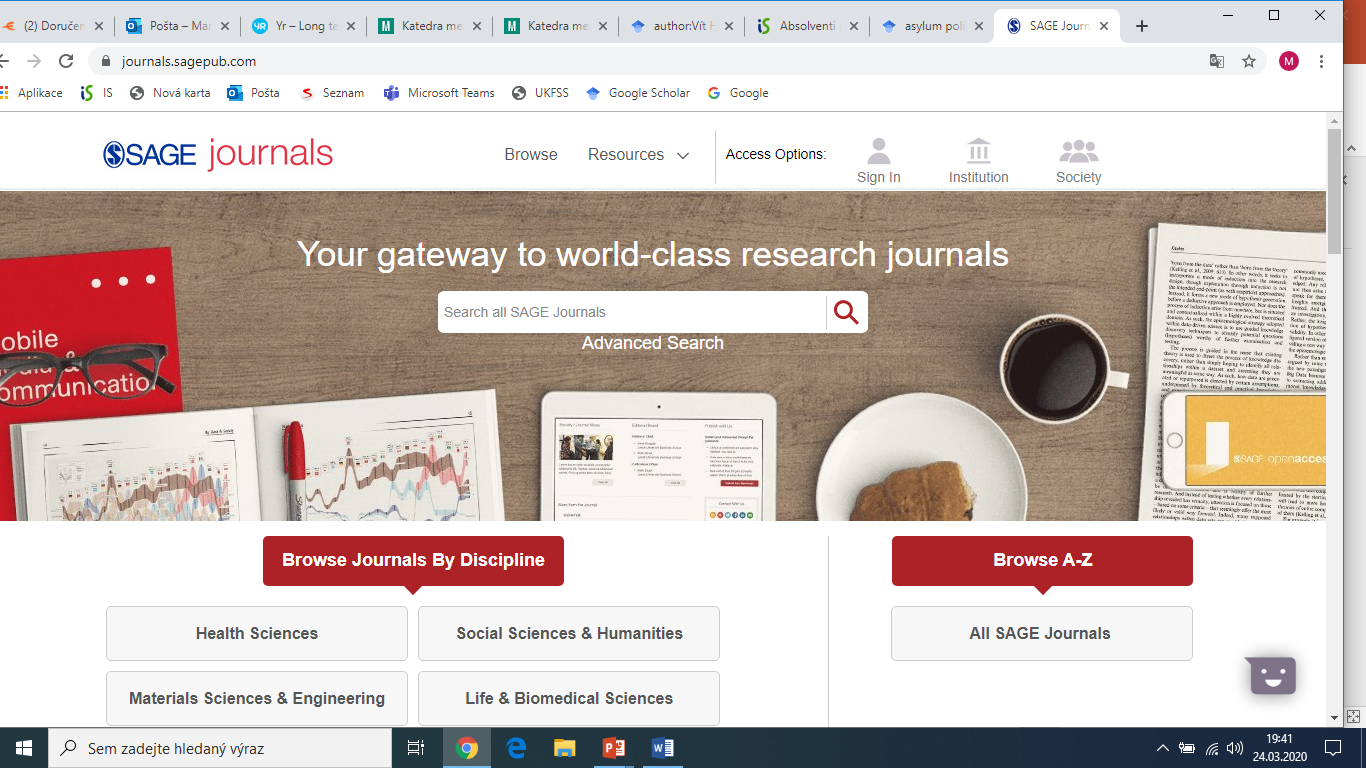 (2) Doručen
Pošta – Mar
Yr – Long te
Katedra me
Katedra me
author:Vít H
Absolventi
asylum poli
SAGE Journ
journals.sagepub.com
M
Aplikace
IS
Nová karta
Pošta
Seznam
Microsoft Teams
UKFSS
Google Scholar
Google
SAGE journals
Browse
Resources
Access Options:
Sign In
Institution
Society
Your gateway to world-class research journals
Search all SAGE Journals
Advanced Search
obile
ommunicatio
SAGE openacces
Browse Journals By Discipline
Browse A-Z
Health Sciences
Social Sciences & Humanities
All SAGE Journals
Materials Sciences & Engineering
Life & Biomedical Sciences
Sem zadejte hledaný výraz
19:41
24.03.2020